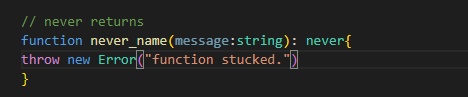 // never returns
function never_name(message:string): never{
throw new Error("function stucked.")
}